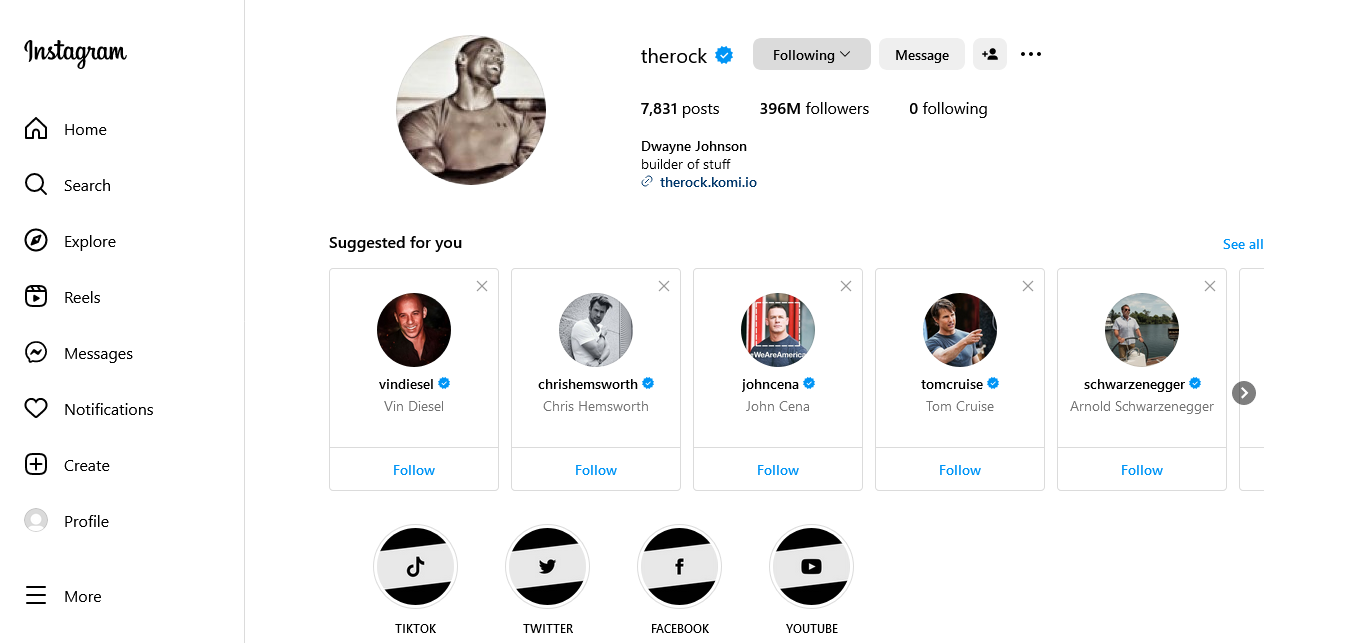 Instagram
Home
Search
Explore
Reels
Messages
Notifications
Create
Profile
More
therock Following Message
7,831 posts 396M followers 0 following
Dwayne Johnson
builder of stuff
therock.komi.io
Suggested for you See all
vindiesel chrishemsworth johncena tomcruise schwarzenegger
Vin Diesel Chris Hemsworth John Cena Tom Cruise Arnold Schwarzenegger
WeAreAmerica
Follow Follow Follow Follow Follow
TIKTOK TWITTER FACEBOOK YOUTUBE